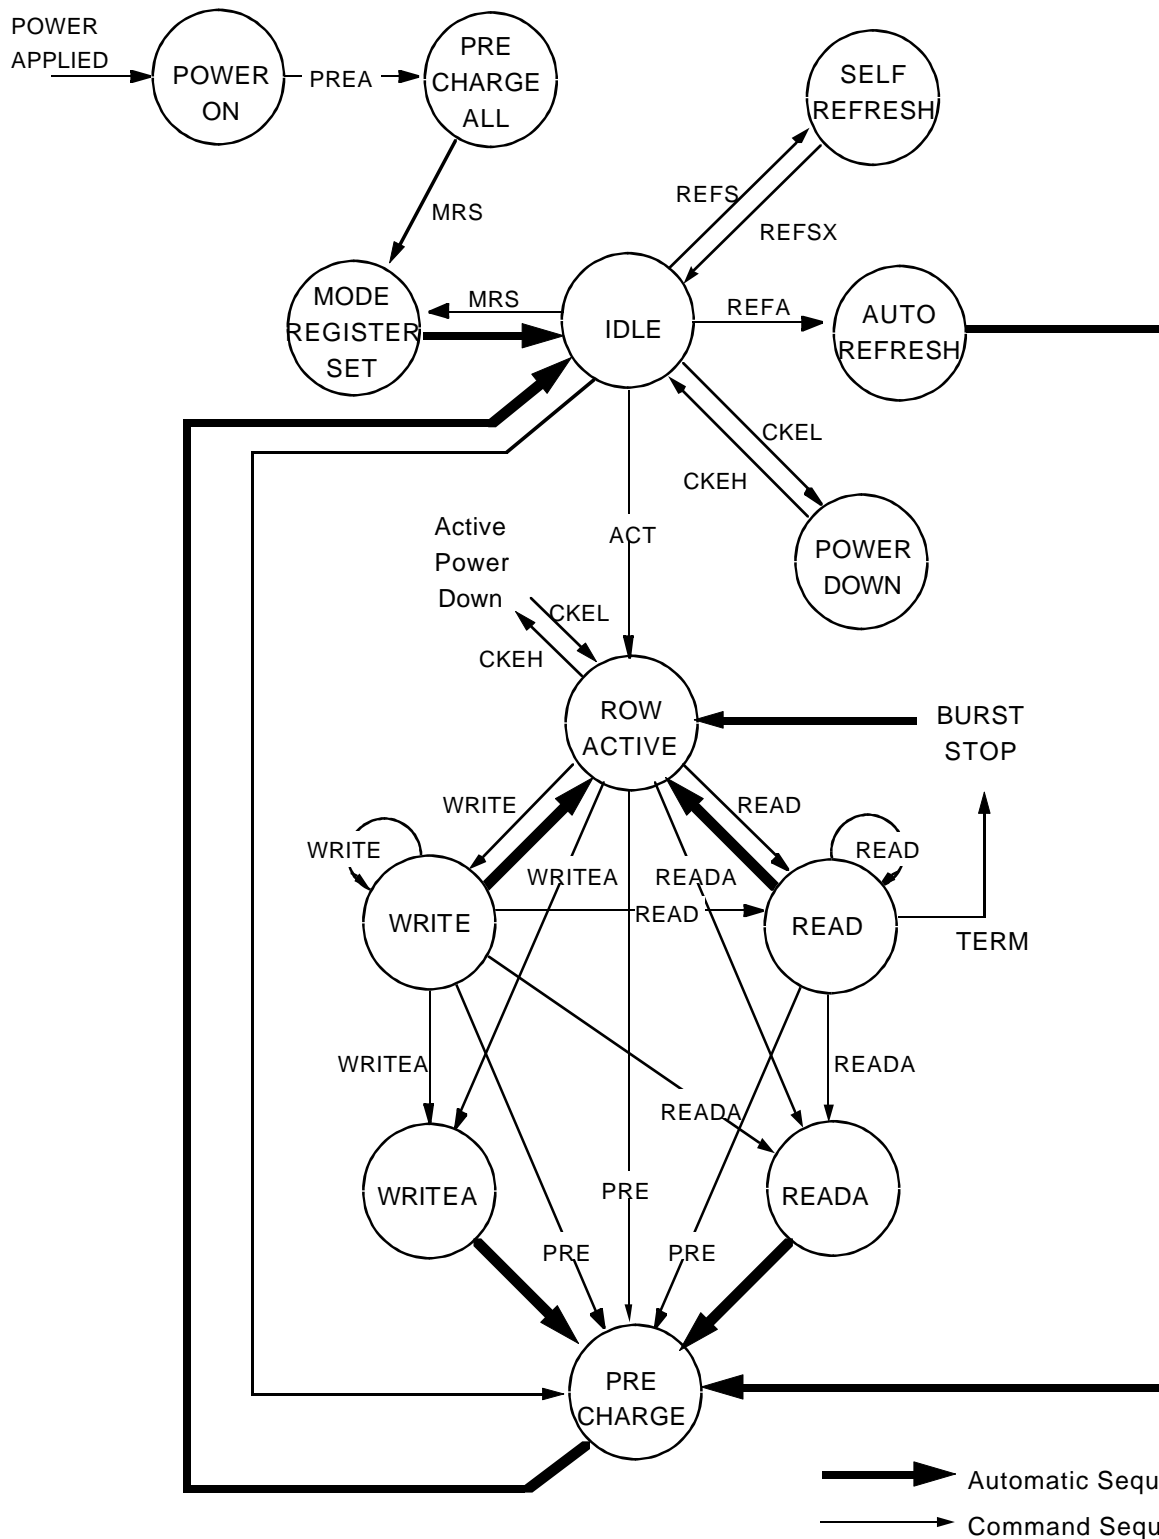 POWER
APPLIED
POWER
ON
PREA
PRE
CHARGE
ALL
SELF
REFRESH
MRS
REFS
REFSX
MODE
REGISTER
SET
MRS
IDLE
REFA
AUTO
REFRESH
CKEL
CKEH
ACT
POWER
DOWN
Active
Power
Down
CKEL
CKEH
ROW
ACTIVE
BURST
STOP
WRITE
READ
WRITE
WRITEA
READA
READ
WRITE
READ
READ
TERM
WRITEA
READA
READA
WRITEA
PRE
READA
PRE
PRE
PRE
CHARGE
Automatic Sequ
Command Sequ